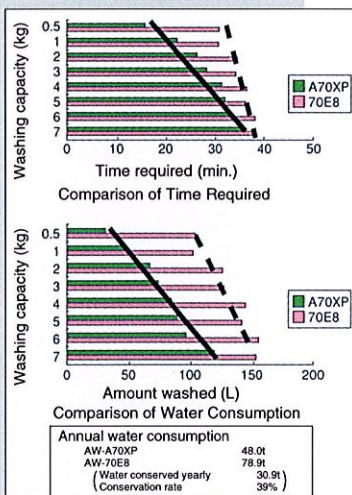 Washing capacity (kg)
0.5
1
2
3
4
5
6
7
0 10 20 30 40 50
Time required (min.)
A70XP
70E8
Comparison of Time Required
Washing capacity (kg)
0.5
1
2
3
4
5
6
7
0 50 100 150 200
Amount washed (L)
A70XP
70E8
Comparison of Water Consumption
Annual water consumption
AW-A70XP 48.0t
AW-70E8 78.9t
(Water conserved yearly 30.9t
Conservation rate 39%)